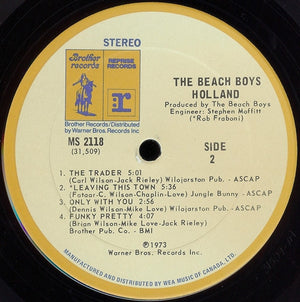 STEREO
Brother records
REPRISE RECORDS
Brother Records/Distributed
by Warner Bros. Records Inc
MS 2118
(31,509)
THE BEACH BOYS
HOLLAND
Produced by The Beach Boys
Engineer: Stephen Moffitt
(*Rob Fraboni)
SIDE
2
1 THE TRADER 5:01
(Carl Wilson-Jack Rieley) Wilojarston Pub. - ASCAP
2 *LEAVING THIS TOWN 5:36
(Fataar-C. Wilson-Chaplin-Love) Jungle Bunny - ASCAP
3 ONLY WITH YOU 2:56
(Dennis Wilson-Mike Love) Wilojarston Pub. - ASCAP
4 FUNKY PRETTY 4:07
(Brian Wilson-Mike Love-Jack Rieley)
Brother Pub. Co. - BMI
℗1973
Warner Bros. Records Inc.
MANUFACTURED AND DISTRIBUTED BY WEA MUSIC OF CANADA, LTD.